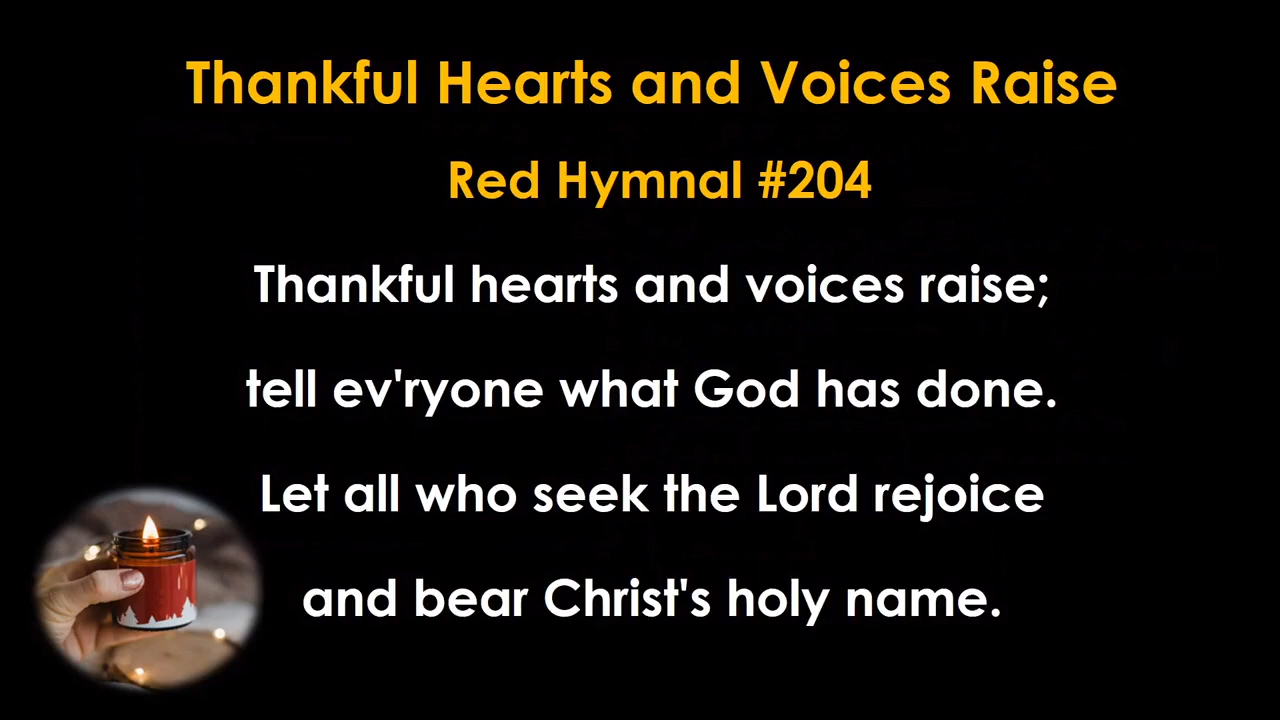 Thankful Hearts and Voices Raise
Red Hymnal #204
Thankful hearts and voices raise;
tell ev'ryone what God has done.
Let all who seek the Lord rejoice
and bear Christ's holy name.